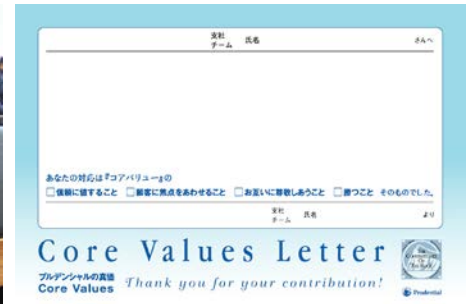 支社
チーム 氏名 さんへ
あなたの対応は『コアバリュー』の
信頼に値すること 顧客に焦点をあわせること お互いに尊敬しあうこと 勝つこと そのものでした。
支社
チーム 氏名 より
Core Values Letter
プルデンシャルの真価
Core Values Thank you for your contribution!
Prudential